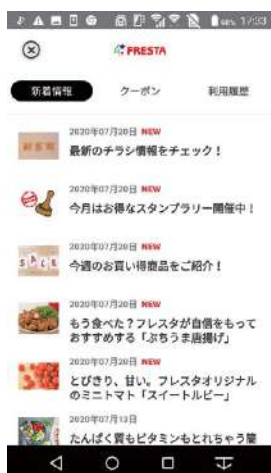 17:33
FRESTA
新着情報
クーポン
利用履歴
2020年07月20日 NEW
最新のチラシ情報をチェック！
2020年07月20日 NEW
今月はお得なスタンプラリー開催中！
2020年07月20日 NEW
SALE
今週のお買い得商品をご紹介！
2020年07月20日 NEW
もう食べた？フレスタが自信をもって
おすすめする「ぶちうま唐揚げ」
2020年07月20日 NEW
とびきり、甘い。フレスタオリジナル
のミニトマト「スイートルビー」
2020年07月13日
たんぱく質もビタミンもとれちゃう簡